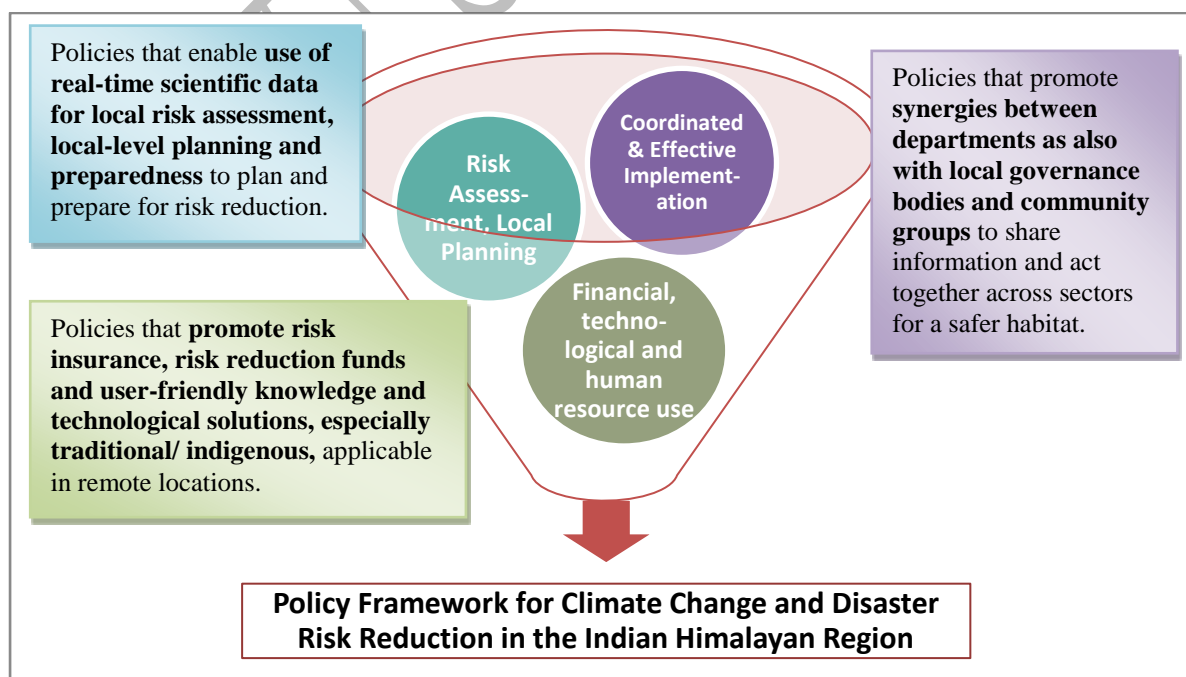 Policies that enable use of
real-time scientific data
for local risk assessment,
local-level planning and
preparedness to plan and
prepare for risk reduction.
Risk
Assess-
ment, Local
Planning
Coordinated
& Effective
Implement-
ation
Policies that promote
synergies between
departments as also
with local governance
bodies and community
groups to share
information and act
together across sectors
for a safer habitat.
Policies that promote risk
insurance, risk reduction funds
and user-friendly knowledge and
technological solutions, especially
traditional/ indigenous, applicable
in remote locations.
Financial,
techno-
logical and
human
resource use
Policy Framework for Climate Change and Disaster
Risk Reduction in the Indian Himalayan Region